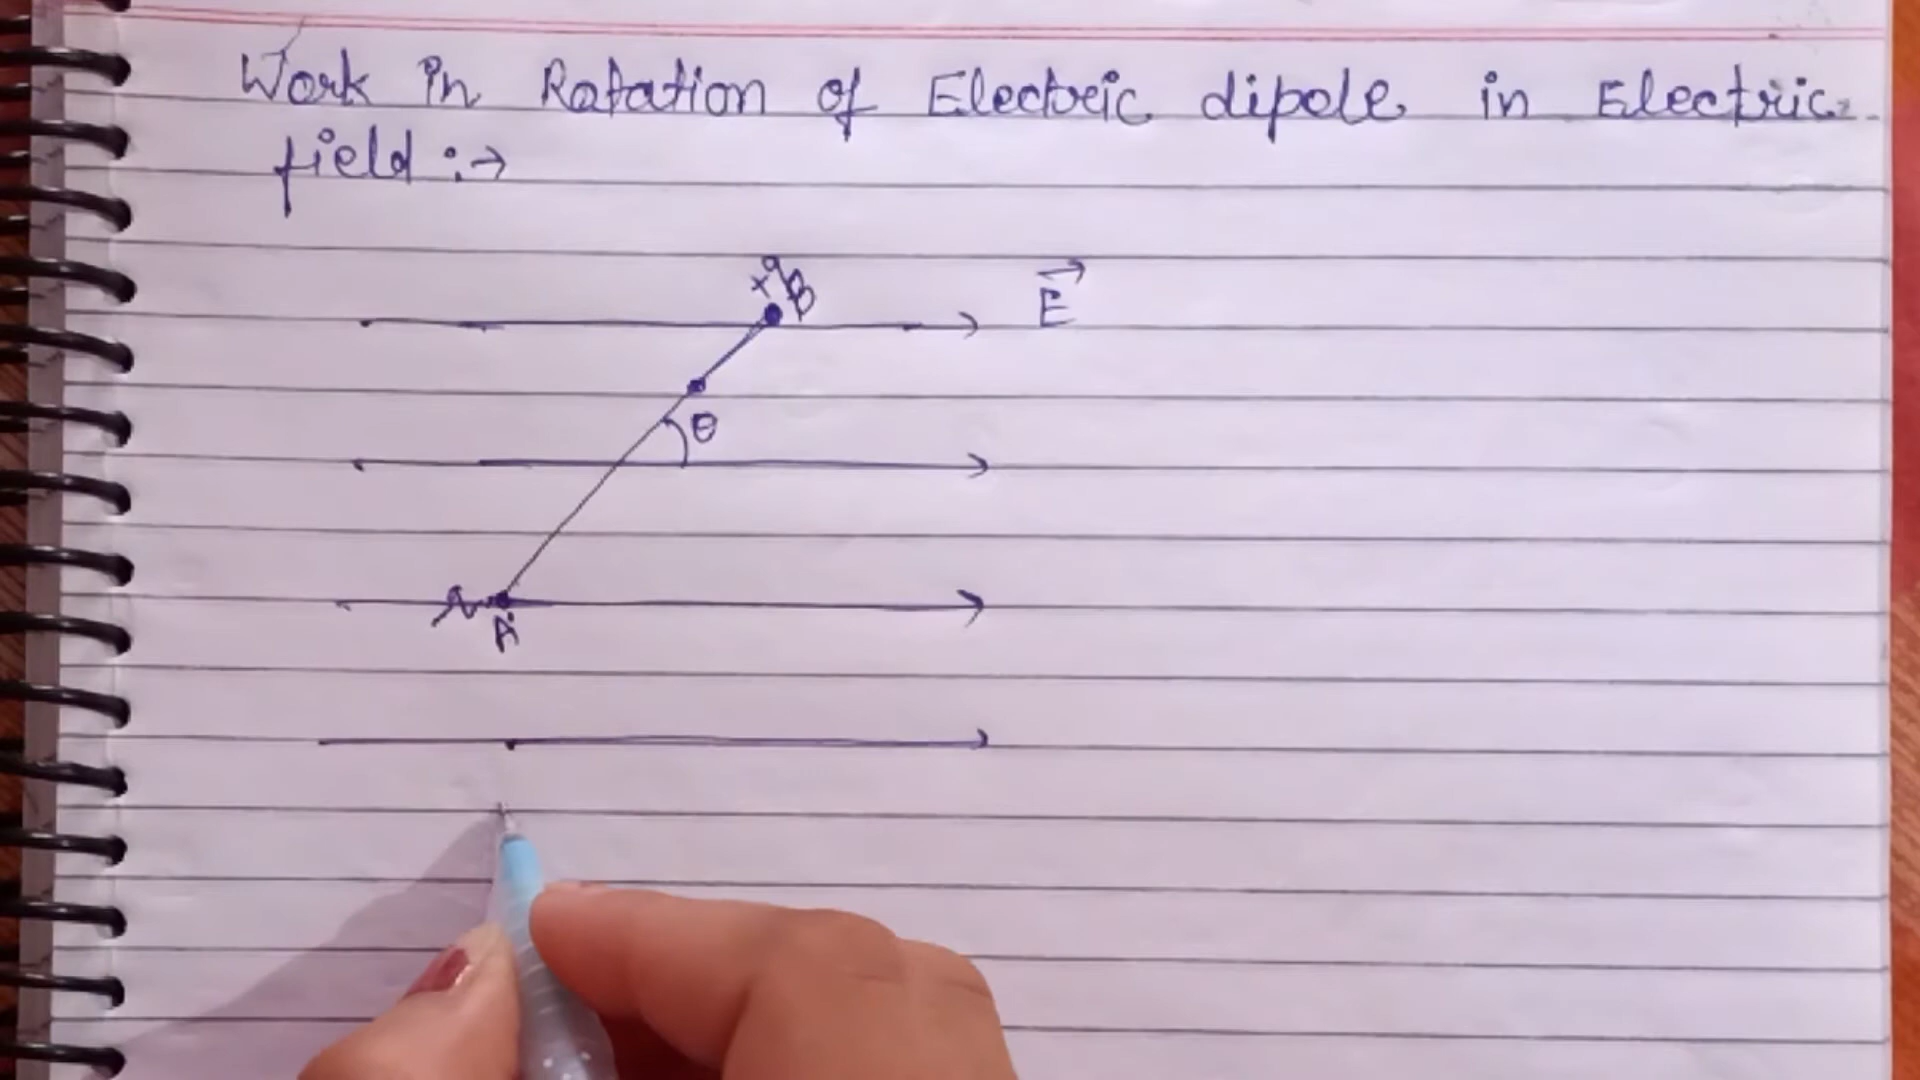 Work in Rotation of Electric dipole in Electric
field :→
+q B
E
θ
A